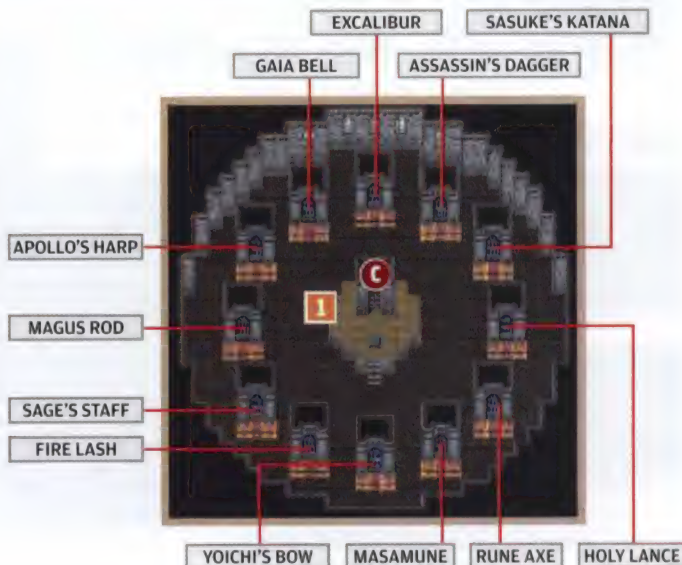 EXCALIBUR
SASUKE'S KATANA
GAIA BELL
ASSASSIN'S DAGGER
APOLLO'S HARP
C
1
MAGUS ROD
SAGE'S STAFF
FIRE LASH
YOICHI'S BOW
MASAMUNE
RUNE AXE
HOLY LANCE